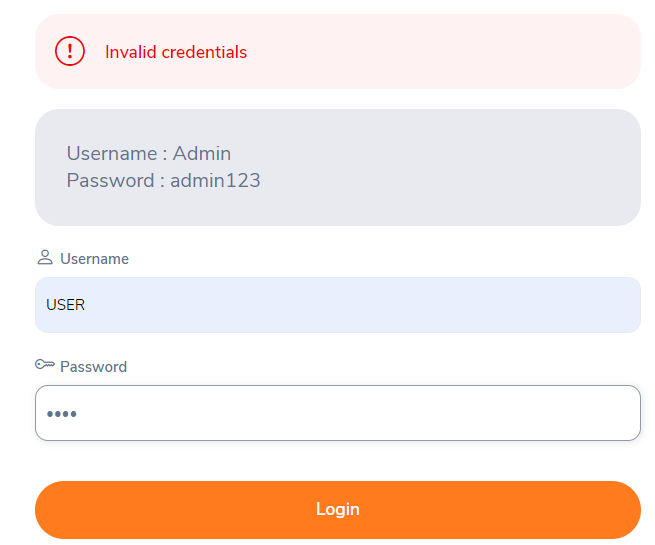 Invalid credentials
Username : Admin
Password : admin123
Username
USER
Password
••••
Login